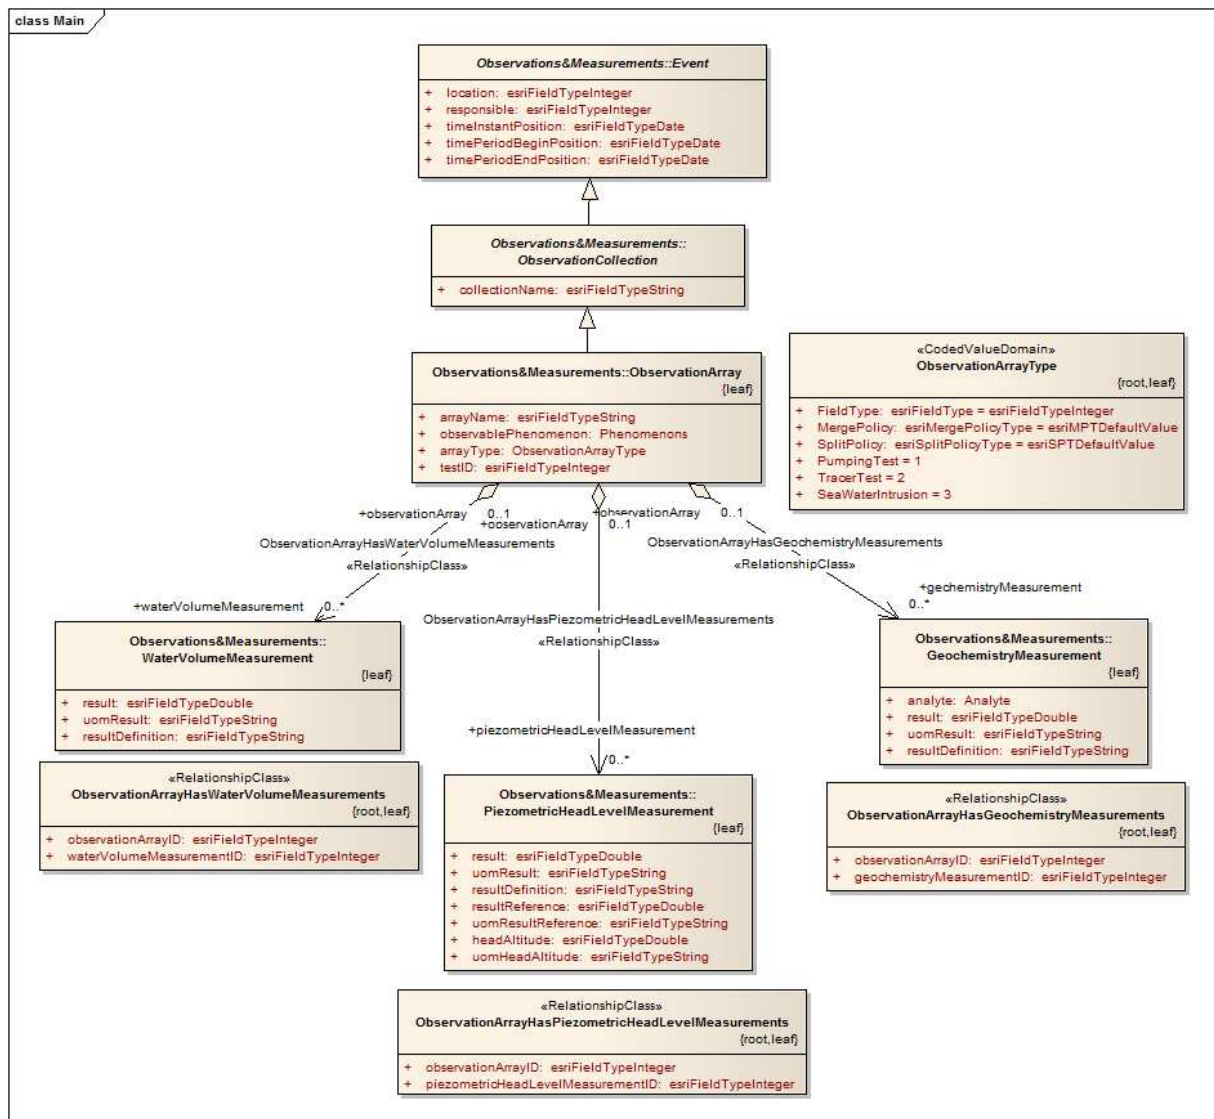 class Main
Observations&Measurements::Event
+ location: esriFieldTypeInteger
+ responsible: esriFieldTypeInteger
+ timeInstantPosition: esriFieldTypeDate
+ timePeriodBeginPosition: esriFieldTypeDate
+ timePeriodEndPosition: esriFieldTypeDate
Observations&Measurements::
ObservationCollection
+ collectionName: esriFieldTypeString
Observations&Measurements::ObservationArray
{leaf}
+ arrayName: esriFieldTypeString
+ observablePhenomenon: Phenomenons
+ arrayType: ObservationArrayType
+ testID: esriFieldTypeInteger
«CodedValueDomain»
ObservationArrayType
{root,leaf}
+ FieldType: esriFieldType = esriFieldTypeInteger
+ MergePolicy: esriMergePolicyType = esriMPTDefaultValue
+ SplitPolicy: esriSplitPolicyType = esriSPTDefaultValue
+ PumpingTest = 1
+ TracerTest = 2
+ SeaWaterIntrusion = 3
+observationArray 0..1
+observationArray 0..1
+observationArray 0..1
ObservationArrayHasWaterVolumeMeasurements
«RelationshipClass»
ObservationArrayHasGeochemistryMeasurements
«RelationshipClass»
+waterVolumeMeasurement 0..*
ObservationArrayHasPiezometricHeadLevelMeasurements
«RelationshipClass»
+gechemistryMeasurement
0..*
Observations&Measurements::
WaterVolumeMeasurement
{leaf}
+ result: esriFieldTypeDouble
+ uomResult: esriFieldTypeString
+ resultDefinition: esriFieldTypeString
Observations&Measurements::
GeochemistryMeasurement
{leaf}
+ analyte: Analyte
+ result: esriFieldTypeDouble
+ uomResult: esriFieldTypeString
+ resultDefinition: esriFieldTypeString
+piezometricHeadLevelMeasurement
0..*
«RelationshipClass»
ObservationArrayHasWaterVolumeMeasurements
{root,leaf}
+ observationArrayID: esriFieldTypeInteger
+ waterVolumeMeasurementID: esriFieldTypeInteger
Observations&Measurements::
PiezometricHeadLevelMeasurement
{leaf}
+ result: esriFieldTypeDouble
+ uomResult: esriFieldTypeString
+ resultDefinition: esriFieldTypeString
+ resultReference: esriFieldTypeDouble
+ uomResultReference: esriFieldTypeString
+ headAltitude: esriFieldTypeDouble
+ uomHeadAltitude: esriFieldTypeString
«RelationshipClass»
ObservationArrayHasGeochemistryMeasurements
{root,leaf}
+ observationArrayID: esriFieldTypeInteger
+ geochemistryMeasurementID: esriFieldTypeInteger
«RelationshipClass»
ObservationArrayHasPiezometricHeadLevelMeasurements
{root,leaf}
+ observationArrayID: esriFieldTypeInteger
+ piezometricHeadLevelMeasurementID: esriFieldTypeInteger